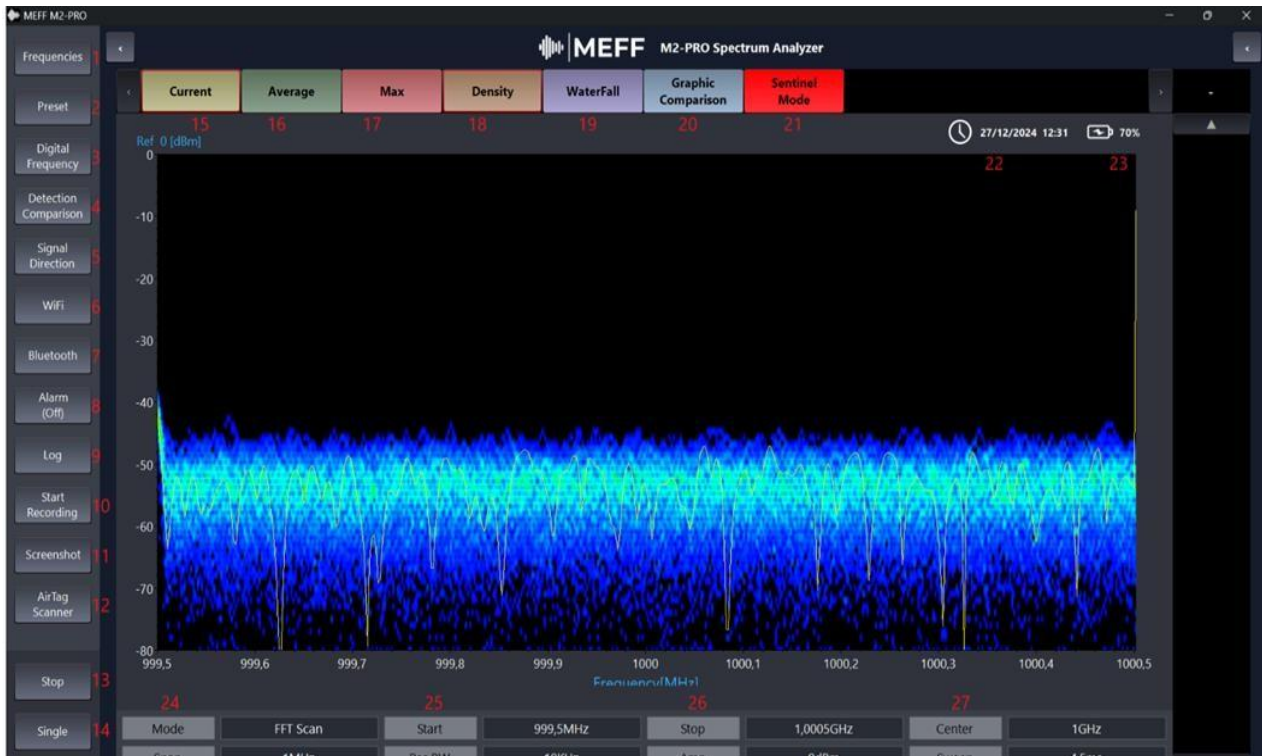 MEFF M2-PRO
MEFF M2-PRO Spectrum Analyzer
Frequencies 1
Preset 2
Digital
Frequency 3
Detection
Comparison 4
Signal
Direction 5
WiFi 6
Bluetooth 7
Alarm
(Off) 8
Log 9
Start
Recording 10
Screenshot 11
AirTag
Scanner 12
Stop 13
Single 14
Current Average Max Density WaterFall Graphic
Comparison Sentinel
Mode
15 16 17 18 19 20 21
Ref 0 [dBm]
27/12/2024 12:31 70%
22 23
0
-10
-20
-30
-40
-50
-60
-70
-80
999,5 999,6 999,7 999,8 999,9 1000 1000,1 1000,2 1000,3 1000,4 1000,5
Frequency[MHz]
24 25 26 27
Mode FFT Scan Start 999,5MHz Stop 1,0005GHz Center 1GHz